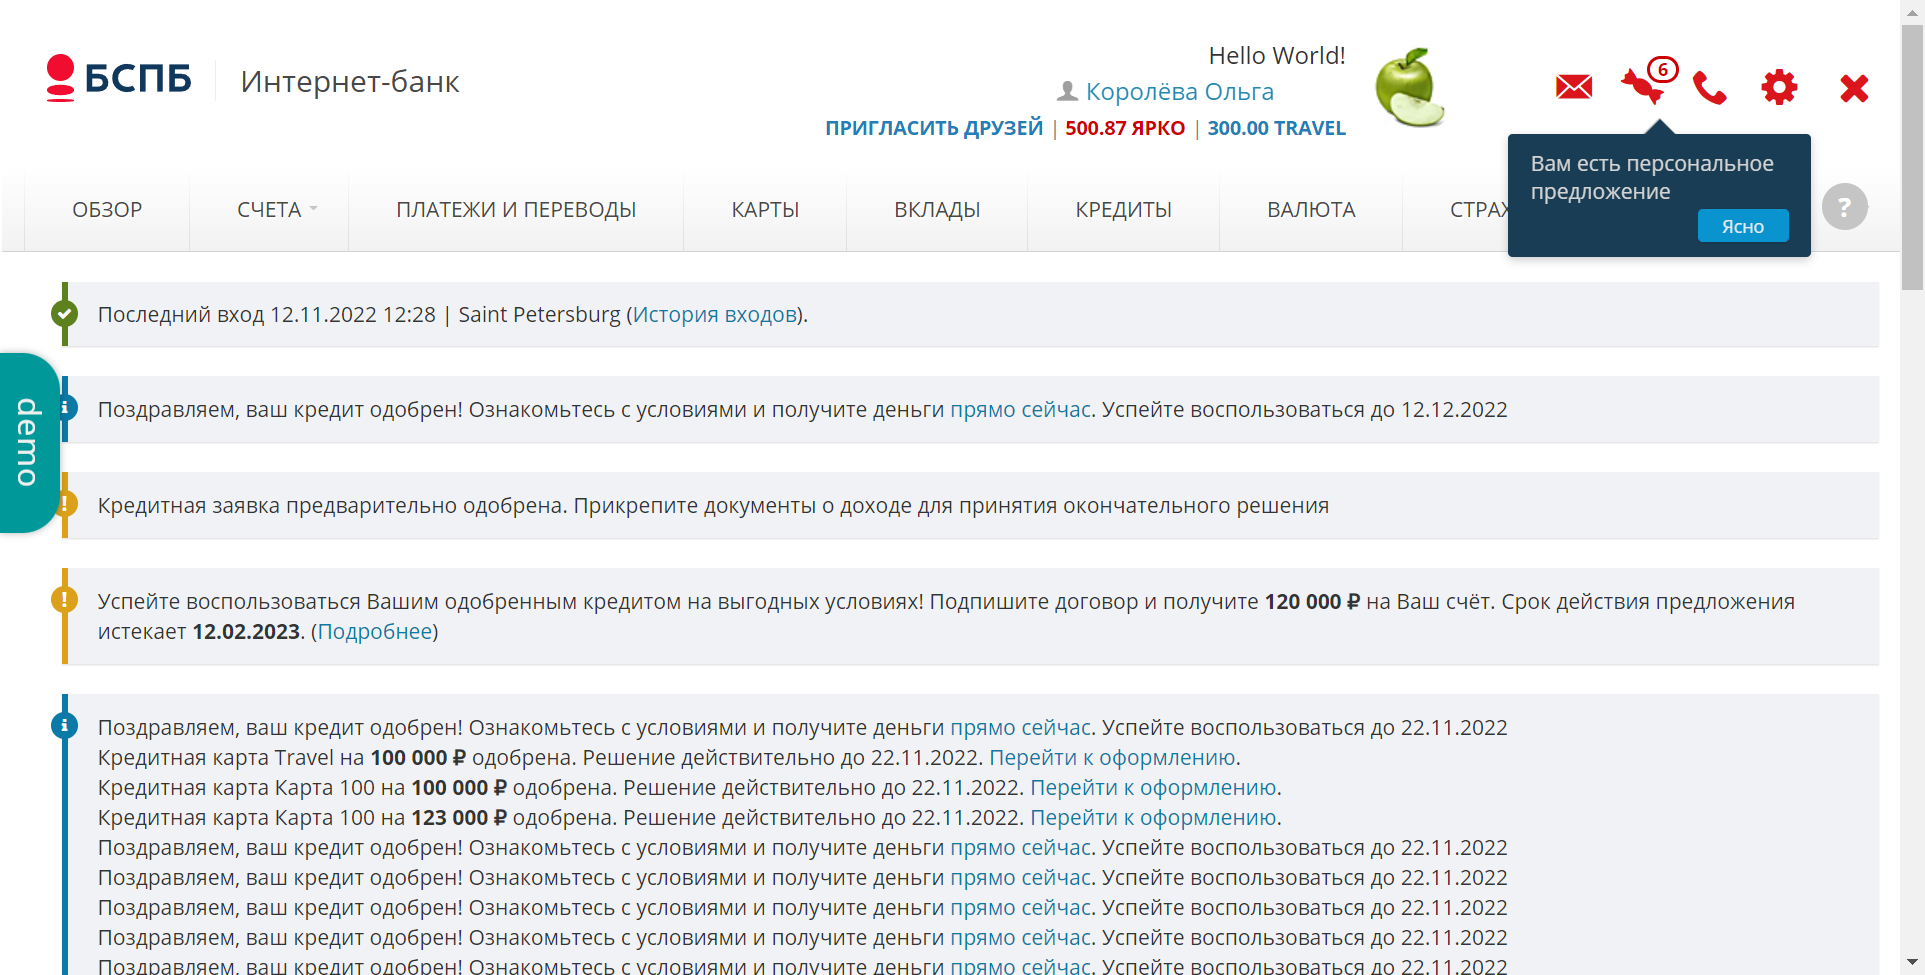 БСПБ
Интернет-банк
Hello World!
Королёва Ольга
ПРИГЛАСИТЬ ДРУЗЕЙ | 500.87 ЯРКО | 300.00 TRAVEL
6
Вам есть персональное
предложение
Ясно
?
ОБЗОР
СЧЕТА
ПЛАТЕЖИ И ПЕРЕВОДЫ
КАРТЫ
ВКЛАДЫ
КРЕДИТЫ
ВАЛЮТА
СТРАХ
demo
Последний вход 12.11.2022 12:28 | Saint Petersburg (История входов).
Поздравляем, ваш кредит одобрен! Ознакомьтесь с условиями и получите деньги прямо сейчас. Успейте воспользоваться до 12.12.2022
Кредитная заявка предварительно одобрена. Прикрепите документы о доходе для принятия окончательного решения
Успейте воспользоваться Вашим одобренным кредитом на выгодных условиях! Подпишите договор и получите 120 000 ₽ на Ваш счёт. Срок действия предложения
истекает 12.02.2023. (Подробнее)
Поздравляем, ваш кредит одобрен! Ознакомьтесь с условиями и получите деньги прямо сейчас. Успейте воспользоваться до 22.11.2022
Кредитная карта Travel на 100 000 ₽ одобрена. Решение действительно до 22.11.2022. Перейти к оформлению.
Кредитная карта Карта 100 на 100 000 ₽ одобрена. Решение действительно до 22.11.2022. Перейти к оформлению.
Кредитная карта Карта 100 на 123 000 ₽ одобрена. Решение действительно до 22.11.2022. Перейти к оформлению.
Поздравляем, ваш кредит одобрен! Ознакомьтесь с условиями и получите деньги прямо сейчас. Успейте воспользоваться до 22.11.2022
Поздравляем, ваш кредит одобрен! Ознакомьтесь с условиями и получите деньги прямо сейчас. Успейте воспользоваться до 22.11.2022
Поздравляем, ваш кредит одобрен! Ознакомьтесь с условиями и получите деньги прямо сейчас. Успейте воспользоваться до 22.11.2022
Поздравляем, ваш кредит одобрен! Ознакомьтесь с условиями и получите деньги прямо сейчас. Успейте воспользоваться до 22.11.2022
Поздравляем, ваш кредит одобрен! Ознакомьтесь с условиями и получите деньги прямо сейчас. Успейте воспользоваться до 22.11.2022